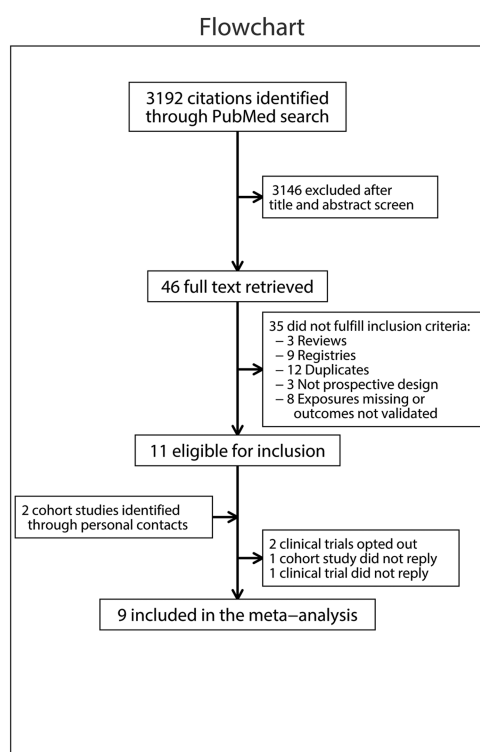 Flowchart
3192 citations identified
through PubMed search
3146 excluded after
title and abstract screen
46 full text retrieved
35 did not fulfill inclusion criteria:
− 3 Reviews
− 9 Registries
− 12 Duplicates
− 3 Not prospective design
− 8 Exposures missing or
outcomes not validated
11 eligible for inclusion
2 cohort studies identified
through personal contacts
2 clinical trials opted out
1 cohort study did not reply
1 clinical trial did not reply
9 included in the meta−analysis